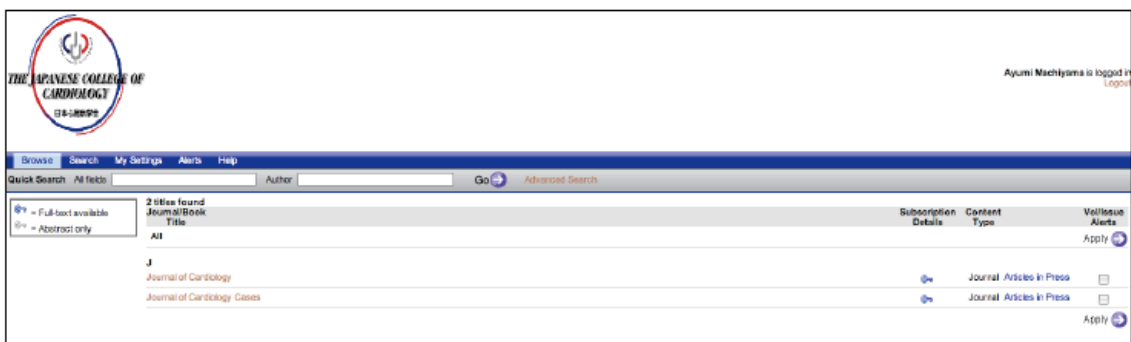 THE JAPANESE COLLEGE OF
CARDIOLOGY
Ayumi Machiyama is logged in
Logout
Browse Search My Settings Alerts Help
Quick Search All fields Author Go Advanced Search
= Full-text available
= Abstract only
2 titles found
Journal/Book Title Subscription Details Content Type Vol/Issue Alerts
All
Apply
J
Journal of Cardiology Journal Articles in Press
Journal of Cardiology Cases Journal Articles in Press
Apply